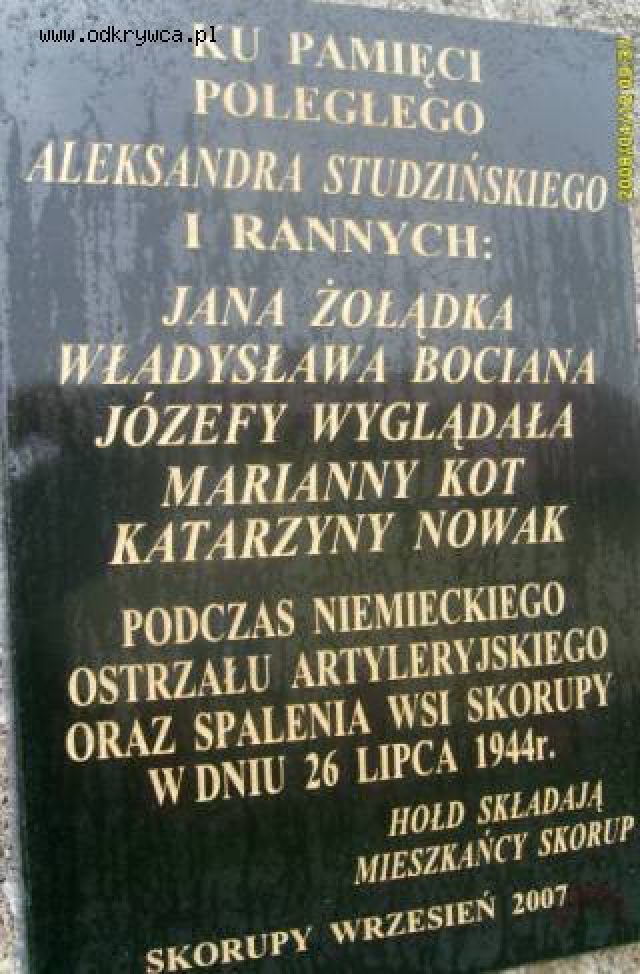 www.odkrywca.pl
KU PAMIĘCI
POLEGŁEGO
ALEKSANDRA STUDZIŃSKIEGO
I RANNYCH:
JANA ŻOŁĄDKA
WŁADYSŁAWA BOCIANA
JÓZEFY WYGLĄDAŁA
MARIANNY KOT
KATARZYNY NOWAK
PODCZAS NIEMIECKIEGO
OSTRZAŁU ARTYLERYJSKIEGO
ORAZ SPALENIA WSI SKORUPY
W DNIU 26 LIPCA 1944r.
HOŁD SKŁADAJĄ
MIESZKAŃCY SKORUP
SKORUPY WRZESIEŃ 2007